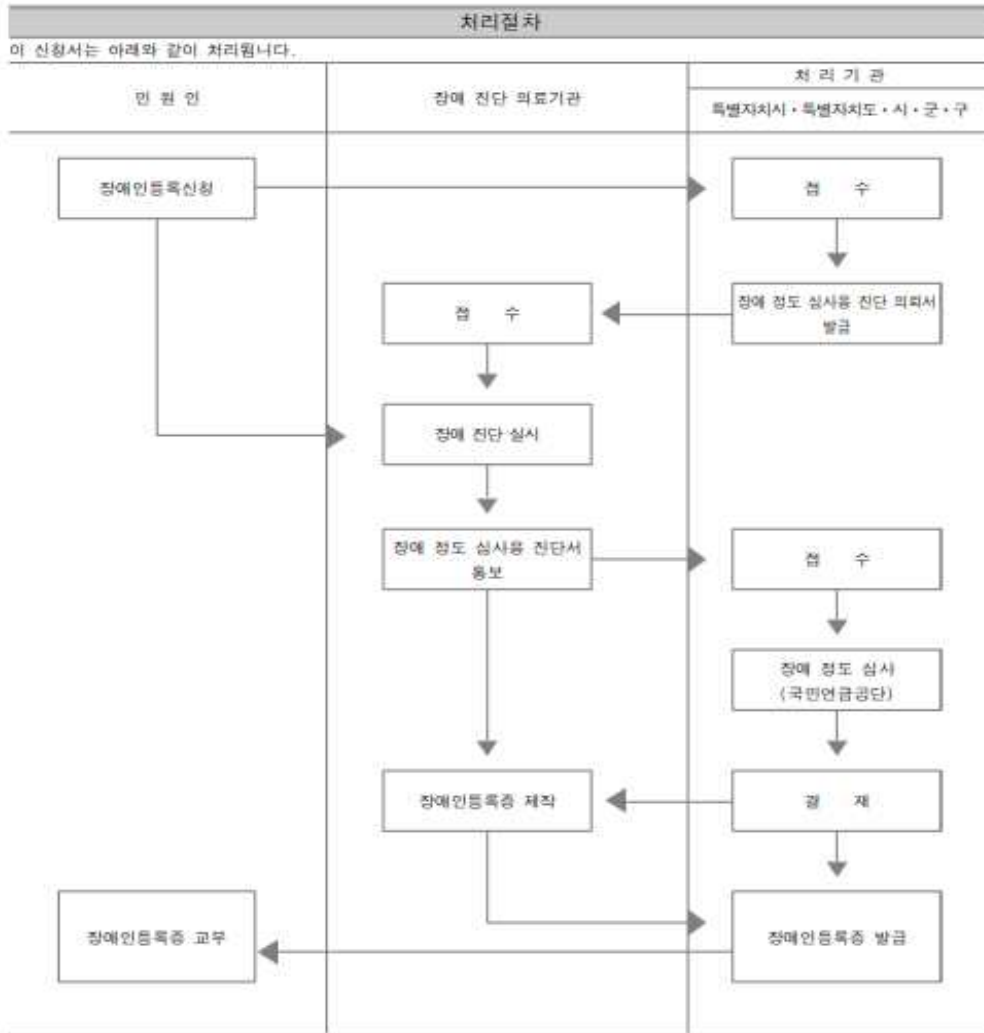 처리절차
이 신청서는 아래와 같이 처리됩니다.
민 원 인
장애 진단 의료기관
처 리 기 관
특별자치시・특별자치도・시・군・구
장애인등록신청
접 수
접 수
장애 정도 심사용 진단 의뢰서
발급
장애 진단 실시
장애 정도 심사용 진단서
통보
접 수
장애 정도 심사
(국민연금공단)
장애인등록증 제작
결 재
장애인등록증 교부
장애인등록증 발급